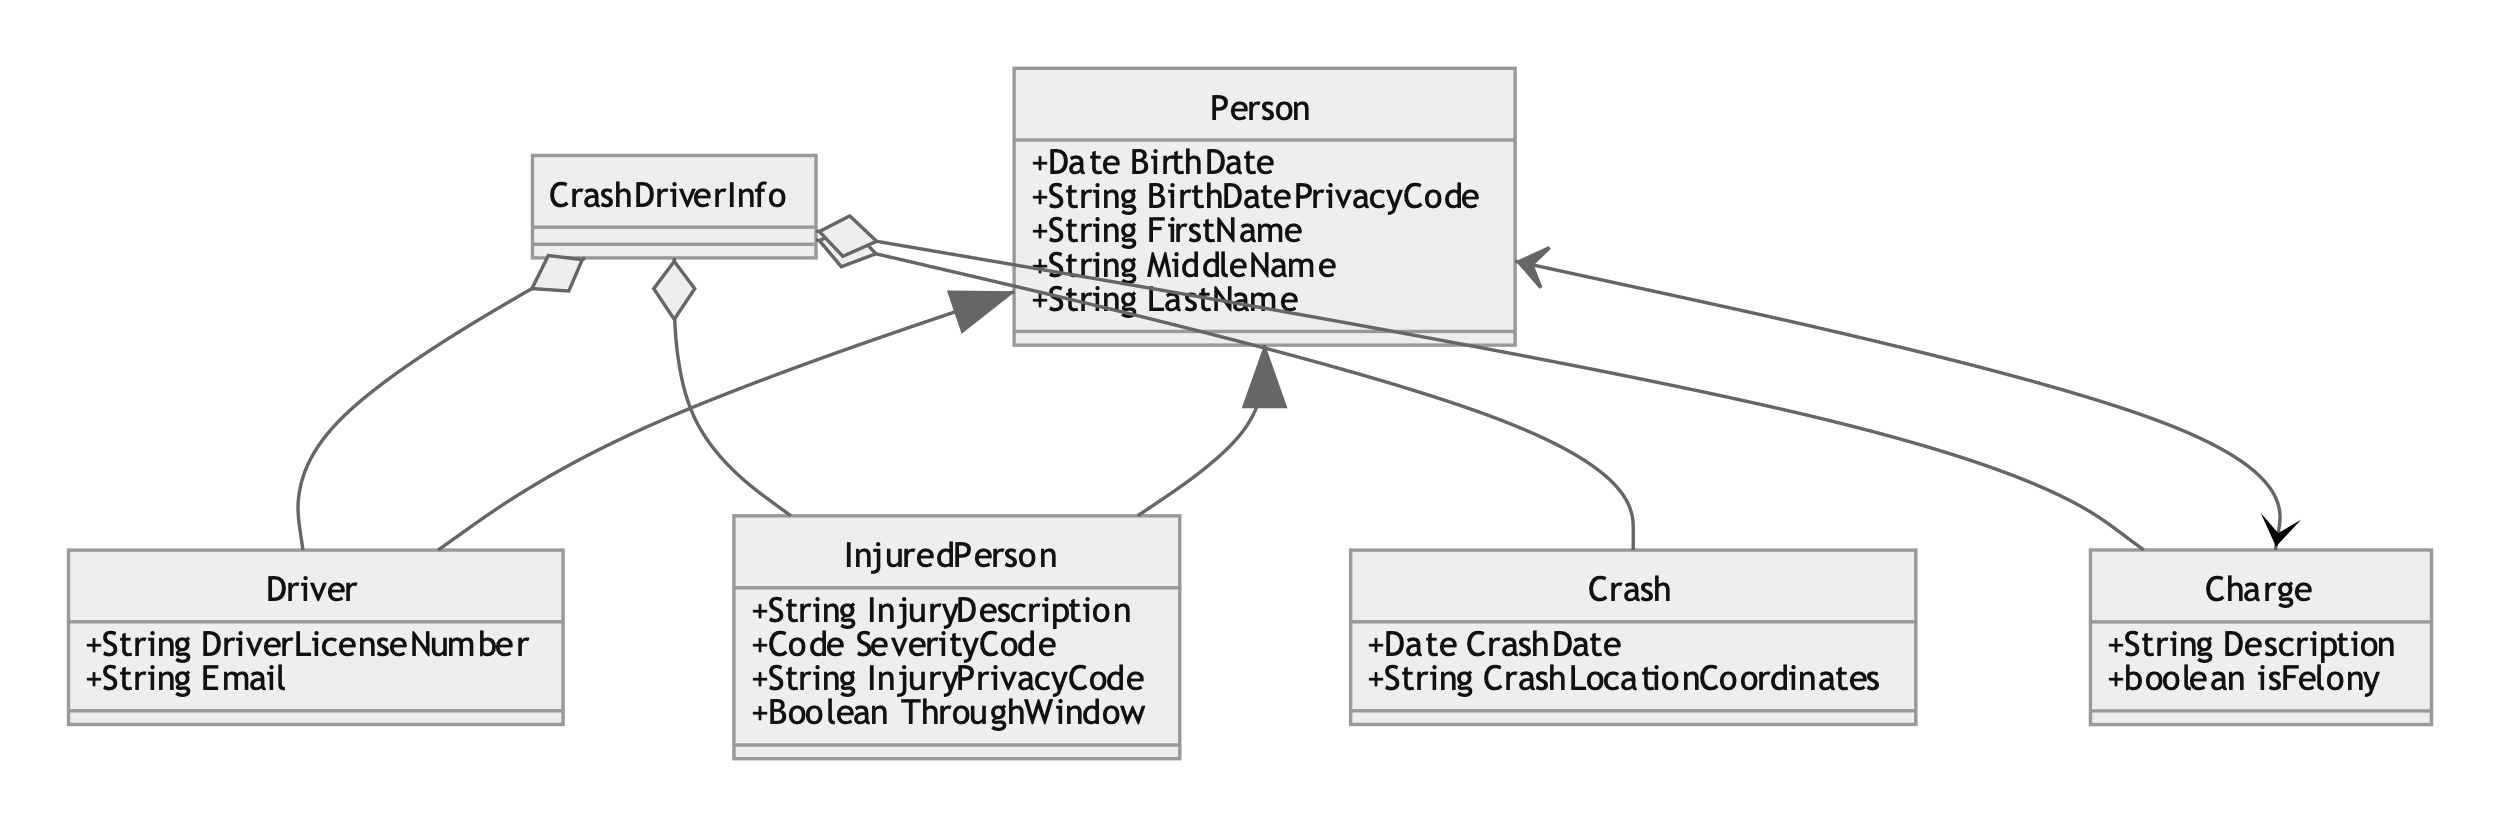 Person
+Date BirthDate
+String BirthDatePrivacyCode
+String FirstName
+String MiddleName
+String LastName
CrashDriverInfo
Driver
+String DriverLicenseNumber
+String Email
InjuredPerson
+String InjuryDescription
+Code SeverityCode
+String InjuryPrivacyCode
+Boolean ThroughWindow
Crash
+Date CrashDate
+String CrashLocationCoordinates
Charge
+String Description
+boolean isFelony